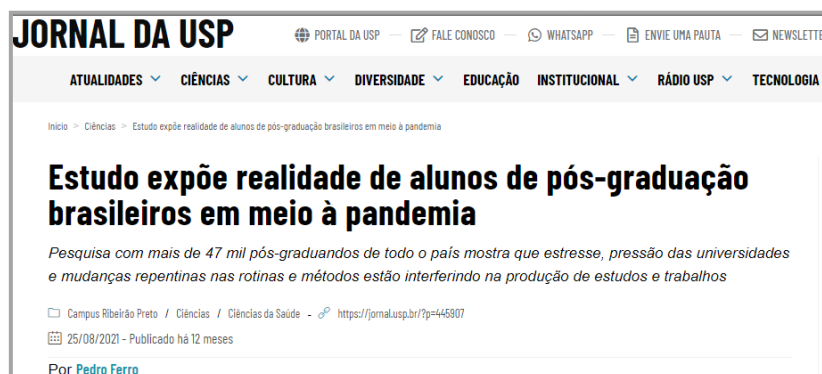 JORNAL DA USP
PORTAL DA USP — FALE CONOSCO — WHATSAPP — ENVIE UMA PAUTA — NEWSLETTE
ATUALIDADES CIÊNCIAS CULTURA DIVERSIDADE EDUCAÇÃO INSTITUCIONAL RÁDIO USP TECNOLOGIA
Início > Ciências > Estudo expõe realidade de alunos de pós-graduação brasileiros em meio à pandemia
Estudo expõe realidade de alunos de pós-graduação
brasileiros em meio à pandemia
Pesquisa com mais de 47 mil pós-graduandos de todo o país mostra que estresse, pressão das universidades
e mudanças repentinas nas rotinas e métodos estão interferindo na produção de estudos e trabalhos
Campus Ribeirão Preto / Ciências / Ciências da Saúde - https://jornal.usp.br/?p=445907
25/08/2021 - Publicado há 12 meses
Por Pedro Ferro